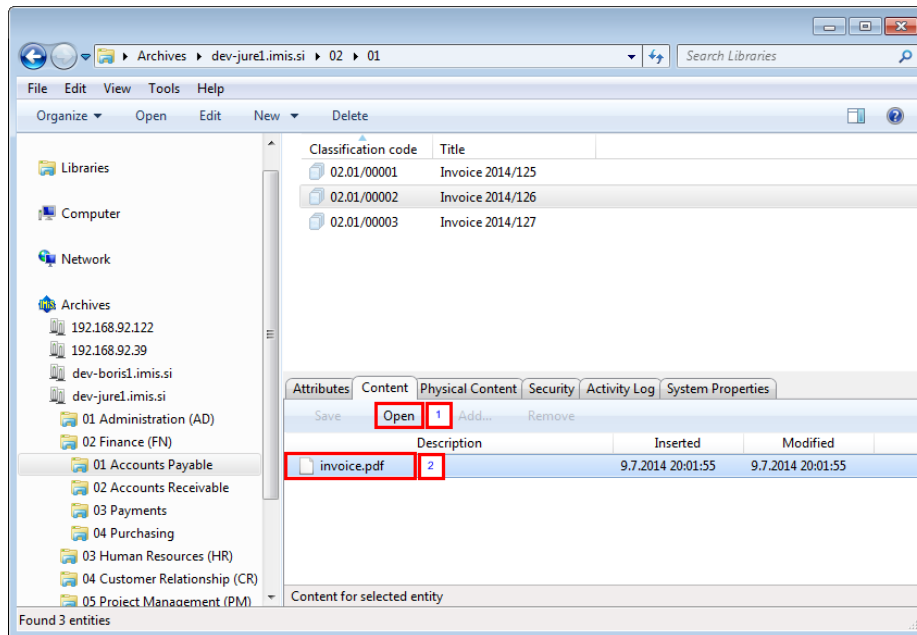 Archives dev-jure1.imis.si 02 01
Search Libraries
File Edit View Tools Help
Organize Open Edit New Delete
Libraries
Computer
Network
Archives
192.168.92.122
192.168.92.39
dev-boris1.imis.si
dev-jure1.imis.si
01 Administration (AD)
02 Finance (FN)
01 Accounts Payable
02 Accounts Receivable
03 Payments
04 Purchasing
03 Human Resources (HR)
04 Customer Relationship (CR)
05 Project Management (PM)
Classification code Title
02.01/00001 Invoice 2014/125
02.01/00002 Invoice 2014/126
02.01/00003 Invoice 2014/127
Attributes Content Physical Content Security Activity Log System Properties
Save Open 1 Add... Remove
Description Inserted Modified
invoice.pdf 2 9.7.2014 20:01:55 9.7.2014 20:01:55
Content for selected entity
Found 3 entities